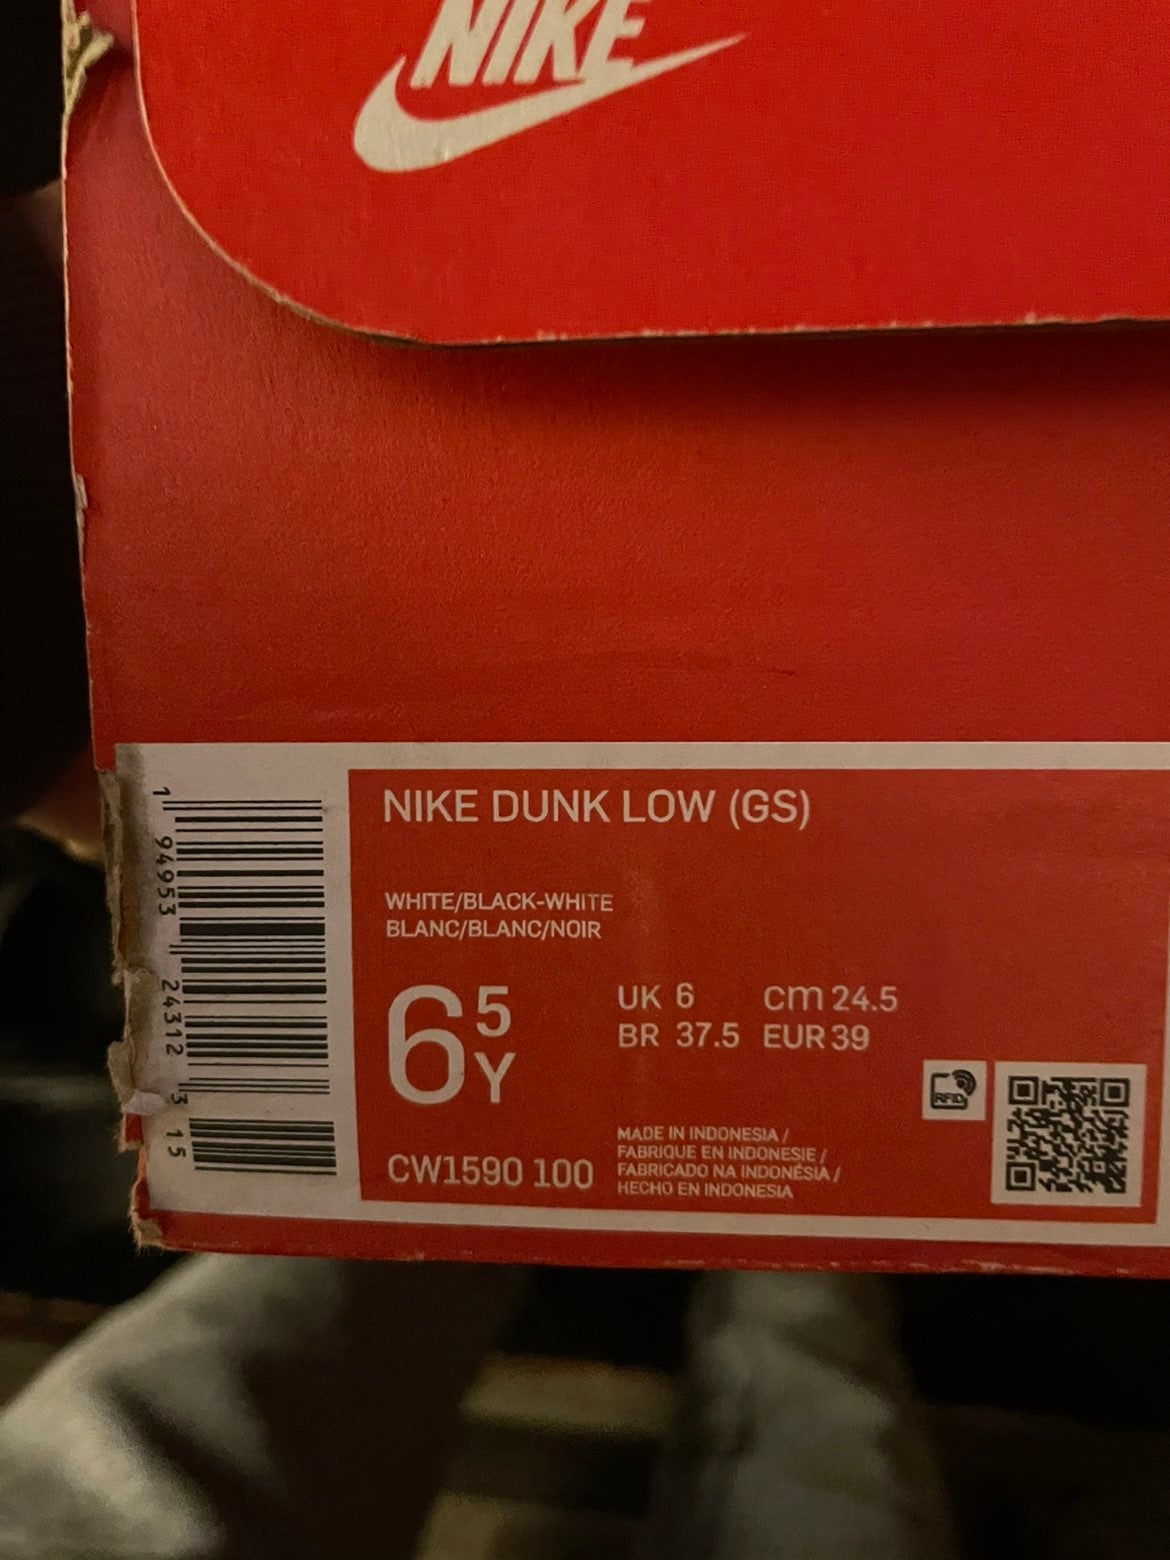 NIKE
NIKE DUNK LOW (GS)
WHITE/BLACK-WHITE
BLANC/BLANC/NOIR
6 5 Y
UK 6 cm 24.5
BR 37.5 EUR 39
RFID
CW1590 100
MADE IN INDONESIA /
FABRIQUE EN INDONESIE /
FABRICADO NA INDONÉSIA /
HECHO EN INDONESIA
1 94953 24312 3 15